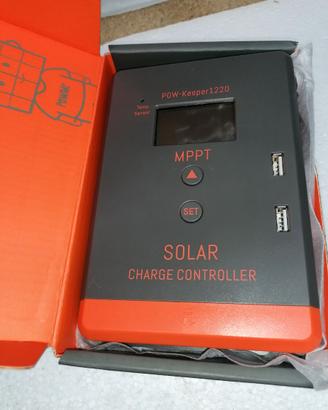 POW-Keeper1220
Temp
Sensor
MPPT
SET
SOLAR
CHARGE CONTROLLER